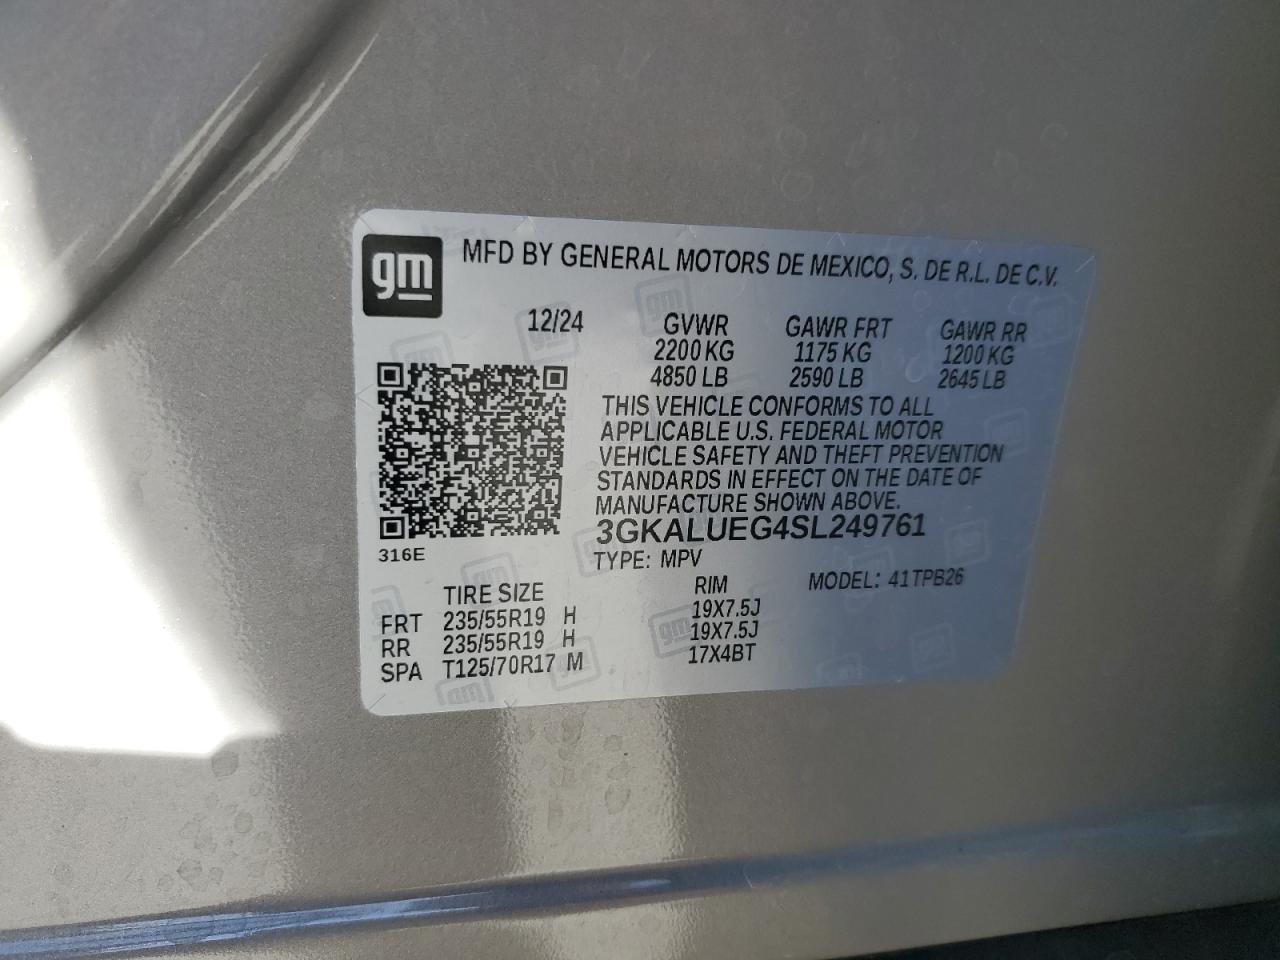 gm
MFD BY GENERAL MOTORS DE MEXICO, S. DE R.L. DE C.V.
12/24 GVWR GAWR FRT GAWR RR
2200 KG 1175 KG 1200 KG
4850 LB 2590 LB 2645 LB
THIS VEHICLE CONFORMS TO ALL
APPLICABLE U.S. FEDERAL MOTOR
VEHICLE SAFETY AND THEFT PREVENTION
STANDARDS IN EFFECT ON THE DATE OF
MANUFACTURE SHOWN ABOVE.
3GKALUEG4SL249761
316E
TYPE: MPV
TIRE SIZE RIM MODEL: 41TPB26
FRT 235/55R19 H 19X7.5J
RR 235/55R19 H 19X7.5J
SPA T125/70R17 M 17X4BT